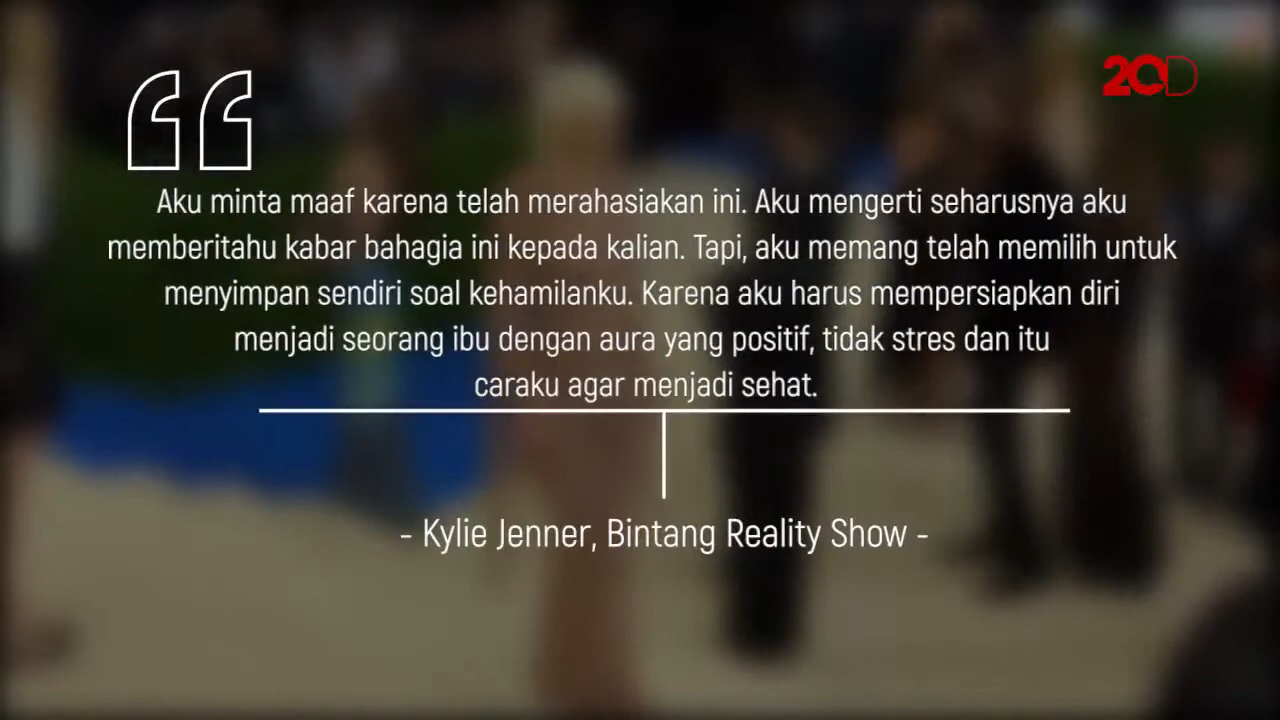 20D
Aku minta maaf karena telah merahasiakan ini. Aku mengerti seharusnya aku
memberitahu kabar bahagia ini kepada kalian. Tapi, aku memang telah memilih untuk
menyimpan sendiri soal kehamilanku. Karena aku harus mempersiapkan diri
menjadi seorang ibu dengan aura yang positif, tidak stres dan itu
caraku agar menjadi sehat.
- Kylie Jenner, Bintang Reality Show -